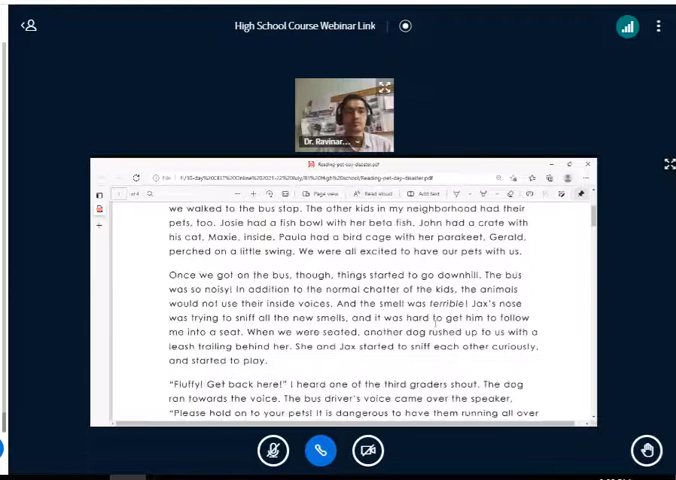 High School Course Webinar Link
Dr. Ravinar...
Reading-pet-day-disaster.pdf
File
Page view
Read aloud
Add text
we walked to the bus stop. The other kids in my neighborhood had their
pets, too. Josie had a fish bowl with her beta fish. John had a crate with
his cat, Maxie, inside. Paula had a bird cage with her parakeet, Gerald,
perched on a little swing. We were all excited to have our pets with us.
Once we got on the bus, though, things started to go downhill. The bus
was so noisy! In addition to the normal chatter of the kids, the animals
would not use their inside voices. And the smell was terrible! Jax's nose
was trying to sniff all the new smells, and it was hard to get him to follow
me into a seat. When we were seated, another dog rushed up to us with a
leash trailing behind her. She and Jax started to sniff each other curiously,
and started to play.
“Fluffy! Get back here!” I heard one of the third graders shout. The dog
ran towards the voice. The bus driver's voice came over the speaker,
“Please hold on to your pets! It is dangerous to have them running all over